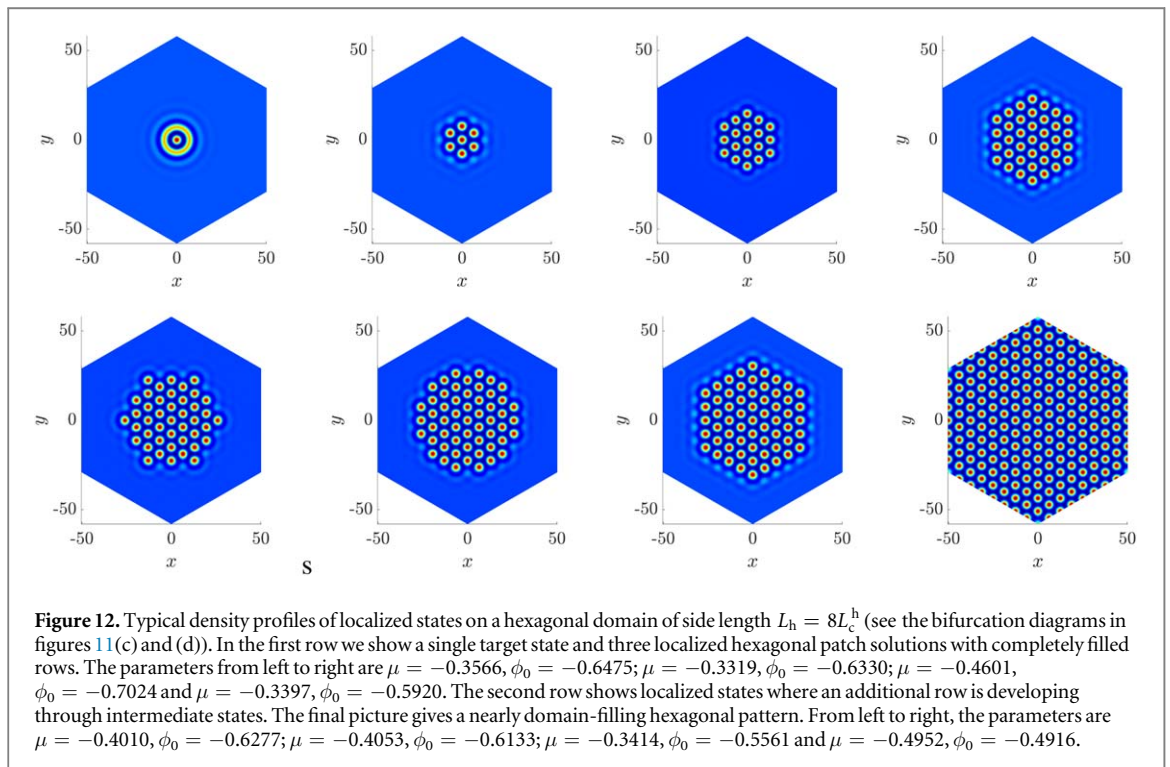 50
0
-50
y
-50
0
50
x
50
0
-50
y
-50
0
50
x
50
0
-50
y
-50
0
50
x
50
0
-50
y
-50
0
50
x
50
0
-50
y
-50
0
50
x
50
0
-50
y
-50
0
50
x
50
0
-50
y
-50
0
50
x
50
0
-50
y
-50
0
50
x
s
Figure 12. Typical density profiles of localized states on a hexagonal domain of side length L_h = 8L_c^h (see the bifurcation diagrams in
figures 11(c) and (d)). In the first row we show a single target state and three localized hexagonal patch solutions with completely filled
rows. The parameters from left to right are μ = −0.3566, ϕ₀ = −0.6475; μ = −0.3319, ϕ₀ = −0.6330; μ = −0.4601,
ϕ₀ = −0.7024 and μ = −0.3397, ϕ₀ = −0.5920. The second row shows localized states where an additional row is developing
through intermediate states. The final picture gives a nearly domain-filling hexagonal pattern. From left to right, the parameters are
μ = −0.4010, ϕ₀ = −0.6277; μ = −0.4053, ϕ₀ = −0.6133; μ = −0.3414, ϕ₀ = −0.5561 and μ = −0.4952, ϕ₀ = −0.4916.